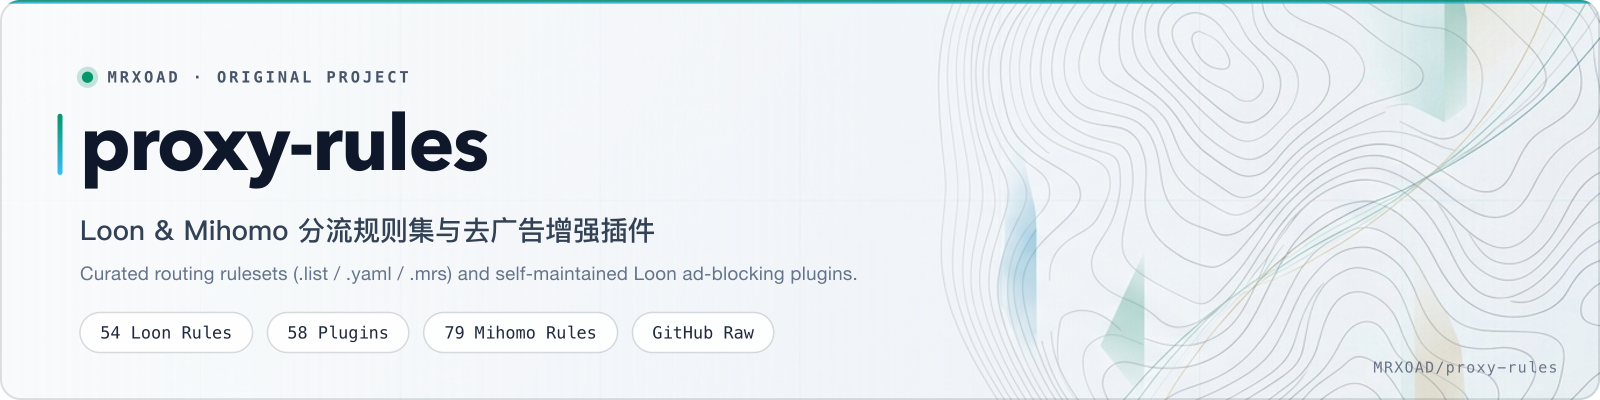 MRXOAD · ORIGINAL PROJECT
proxy-rules
Loon & Mihomo 分流规则集与去广告增强插件
Curated routing rulesets (.list / .yaml / .mrs) and self-maintained Loon ad-blocking plugins.
54 Loon Rules 58 Plugins 79 Mihomo Rules GitHub Raw
MRXOAD/proxy-rules